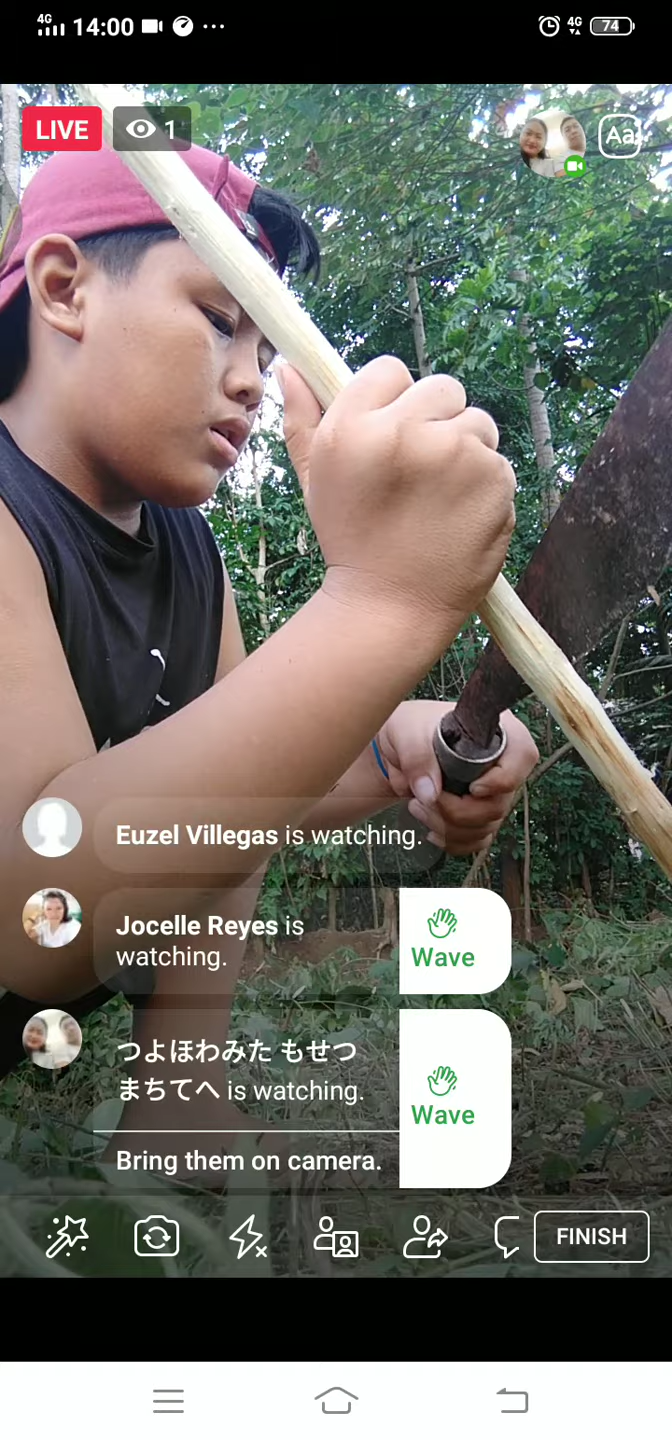 4G 14:00 ... 4G 74
LIVE 1 Aa
Euzel Villegas is watching.
Jocelle Reyes is
watching.
Wave
つよほわみた もせつ
まちてへ is watching.
Wave
Bring them on camera.
FINISH